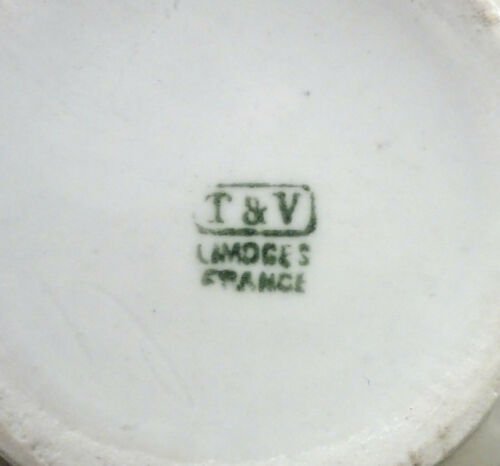 T & V
LIMOGES
FRANCE